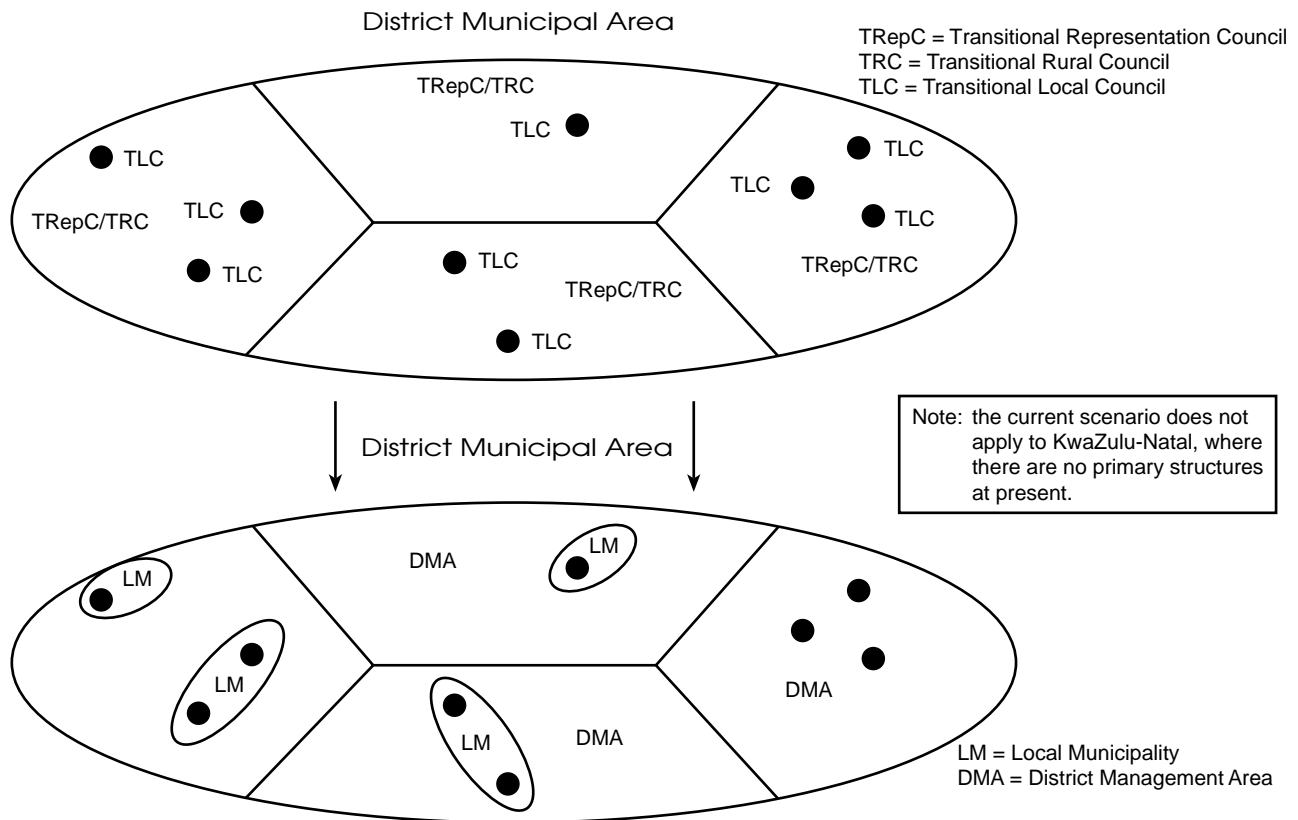 District Municipal Area
TRepC = Transitional Representation Council
TRC = Transitional Rural Council
TLC = Transitional Local Council
TRepC/TRC
TLC
TLC
TLC
TRepC/TRC
TLC
TLC
TLC
TLC
TRepC/TRC
TLC
TRepC/TRC
TLC
District Municipal Area
Note: the current scenario does not
apply to KwaZulu-Natal, where
there are no primary structures
at present.
LM
LM
DMA
LM
LM
DMA
DMA
LM = Local Municipality
DMA = District Management Area